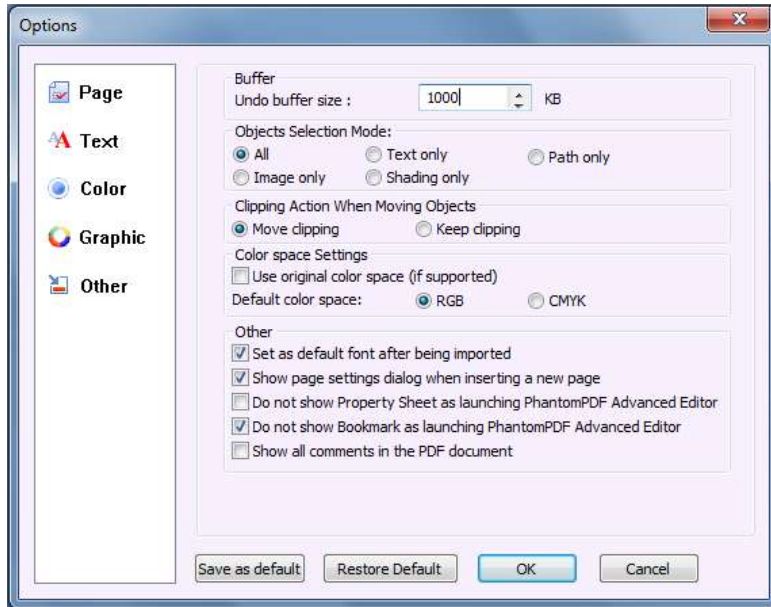 Options
Page
Text
Color
Graphic
Other
Buffer
Undo buffer size : 1000 KB
Objects Selection Mode:
All Text only Path only
Image only Shading only
Clipping Action When Moving Objects
Move clipping Keep clipping
Color space Settings
Use original color space (if supported)
Default color space: RGB CMYK
Other
Set as default font after being imported
Show page settings dialog when inserting a new page
Do not show Property Sheet as launching PhantomPDF Advanced Editor
Do not show Bookmark as launching PhantomPDF Advanced Editor
Show all comments in the PDF document
Save as default Restore Default OK Cancel